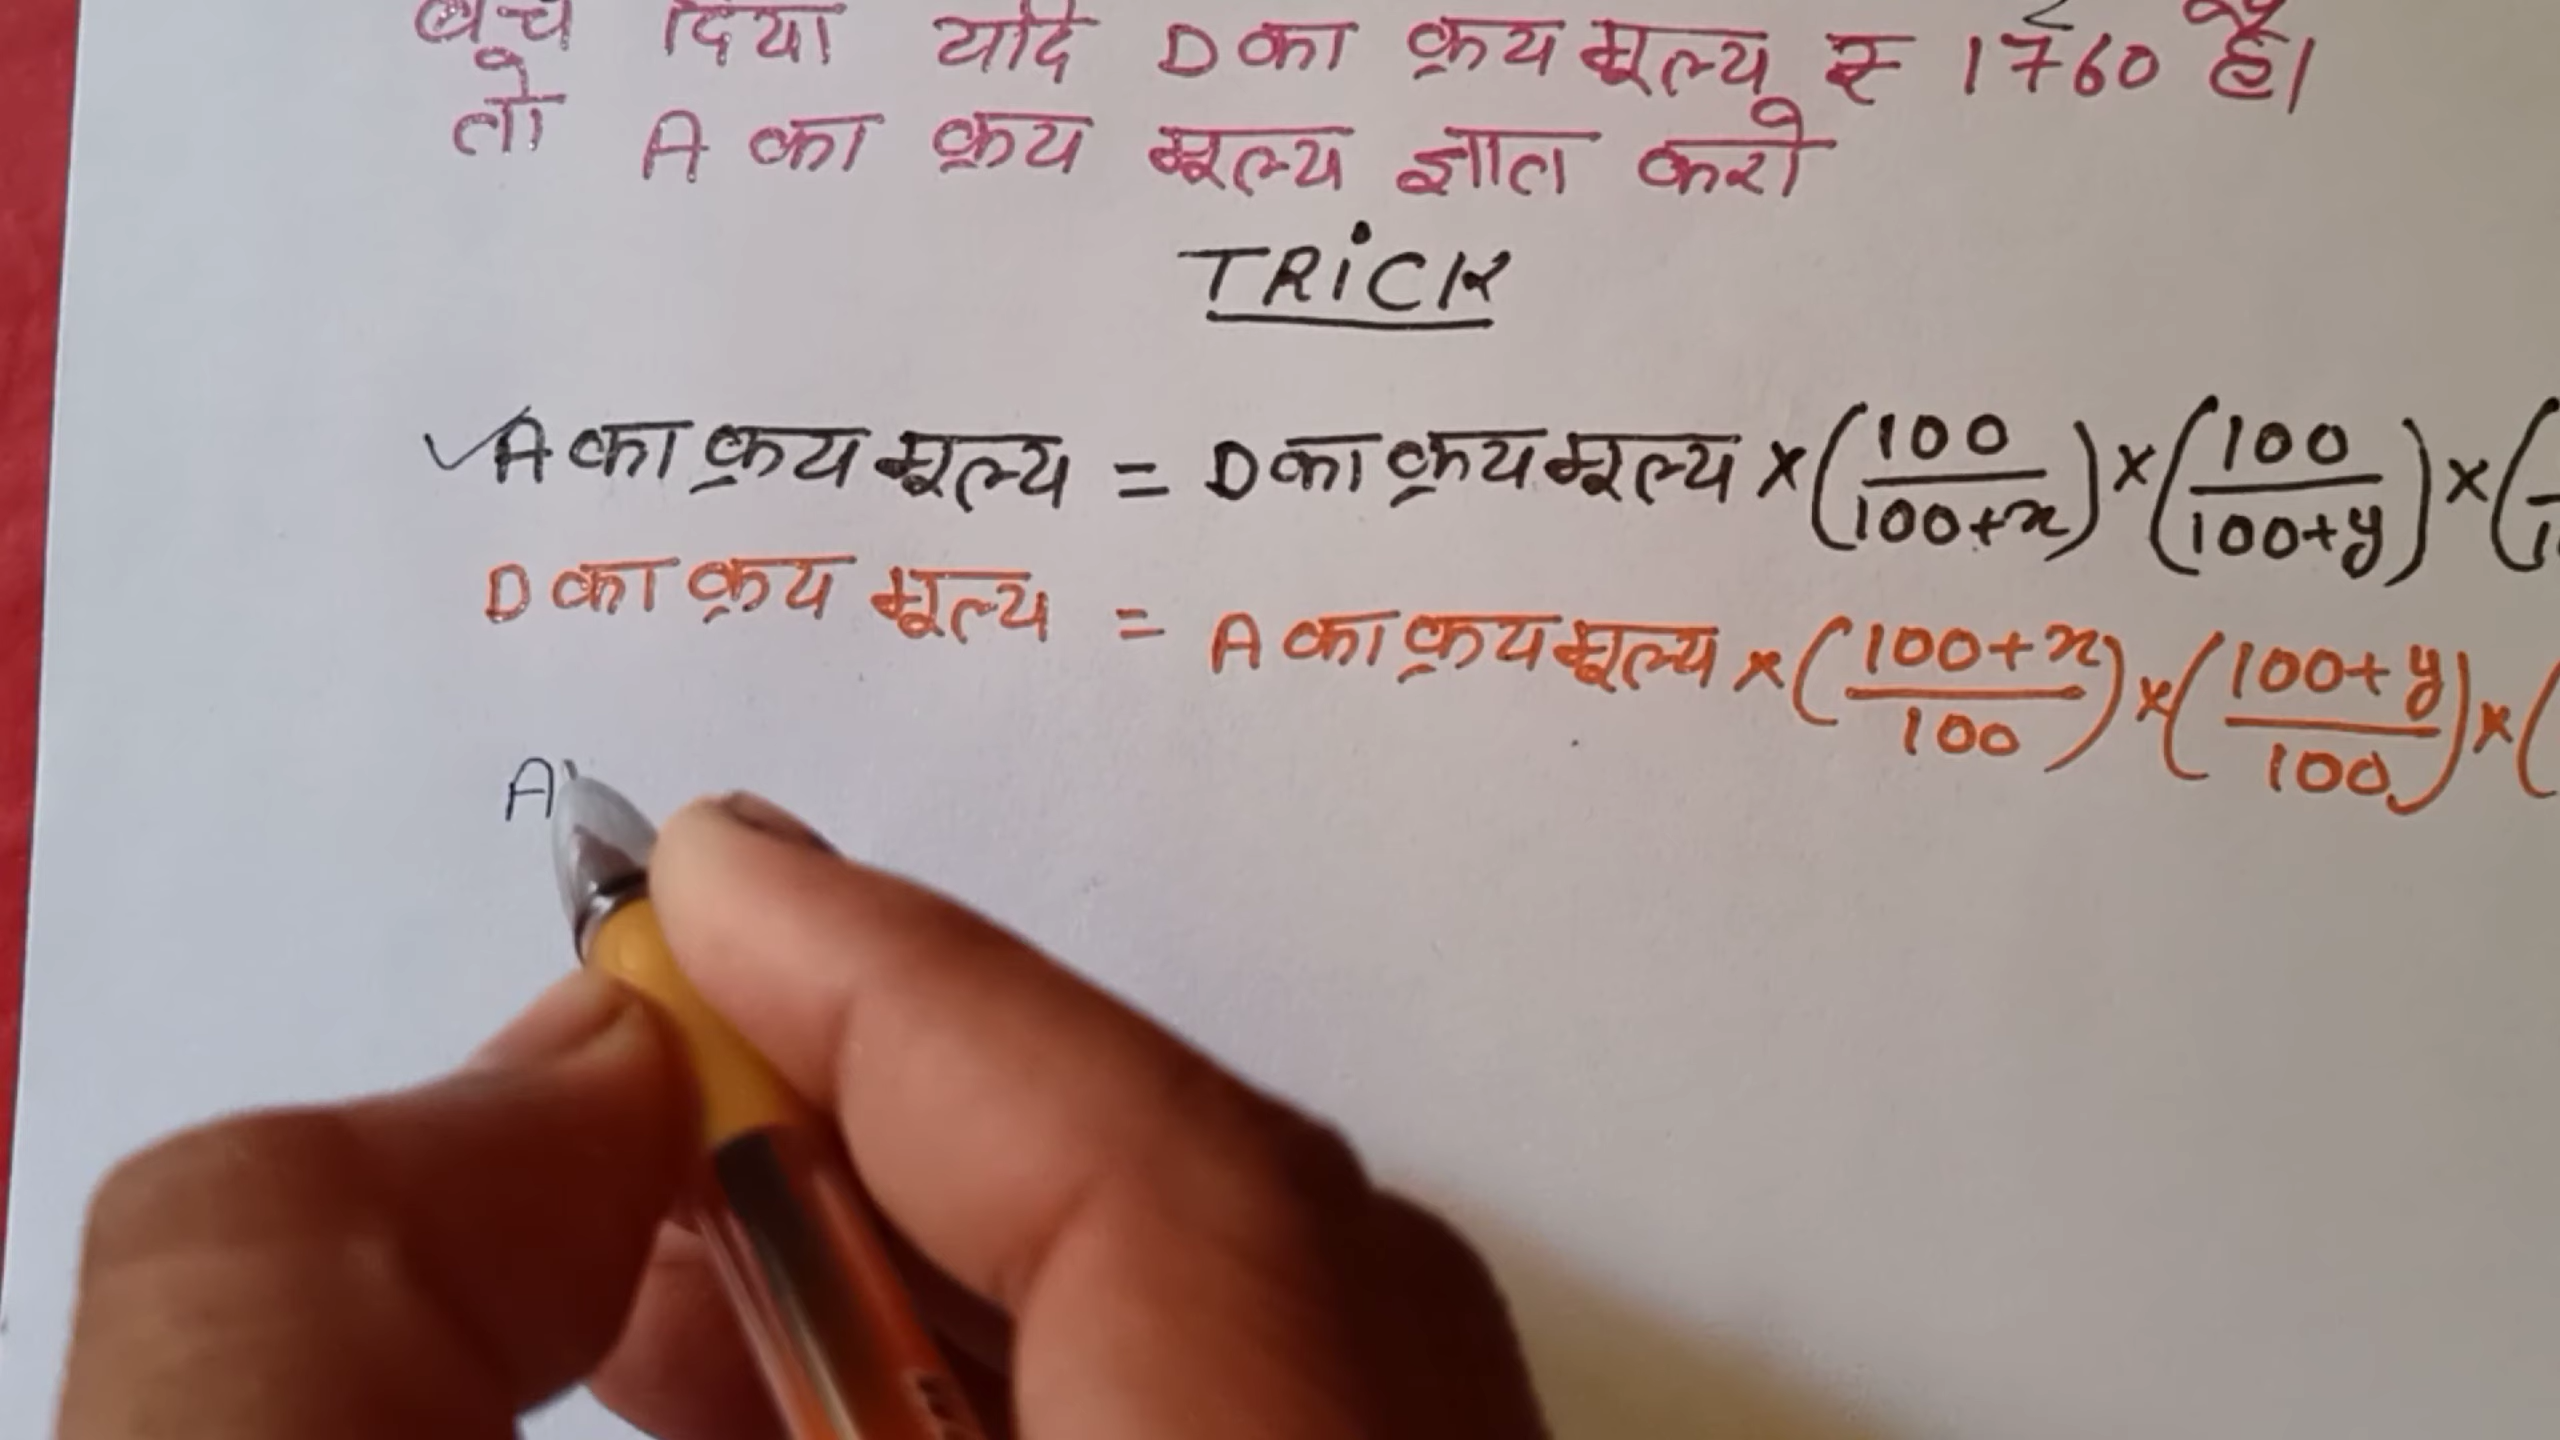 बेच दिया यदि D का क्रय मूल्य रु 1760 है।
तो A का क्रय मूल्य ज्ञात करो
TRiCK
✓A का क्रय मूल्य = D का क्रय मूल्य × (100/100+x) × (100/100+y) × (
D का क्रय मूल्य = A का क्रय मूल्य × (100+x/100) × (100+y/100) × (
A